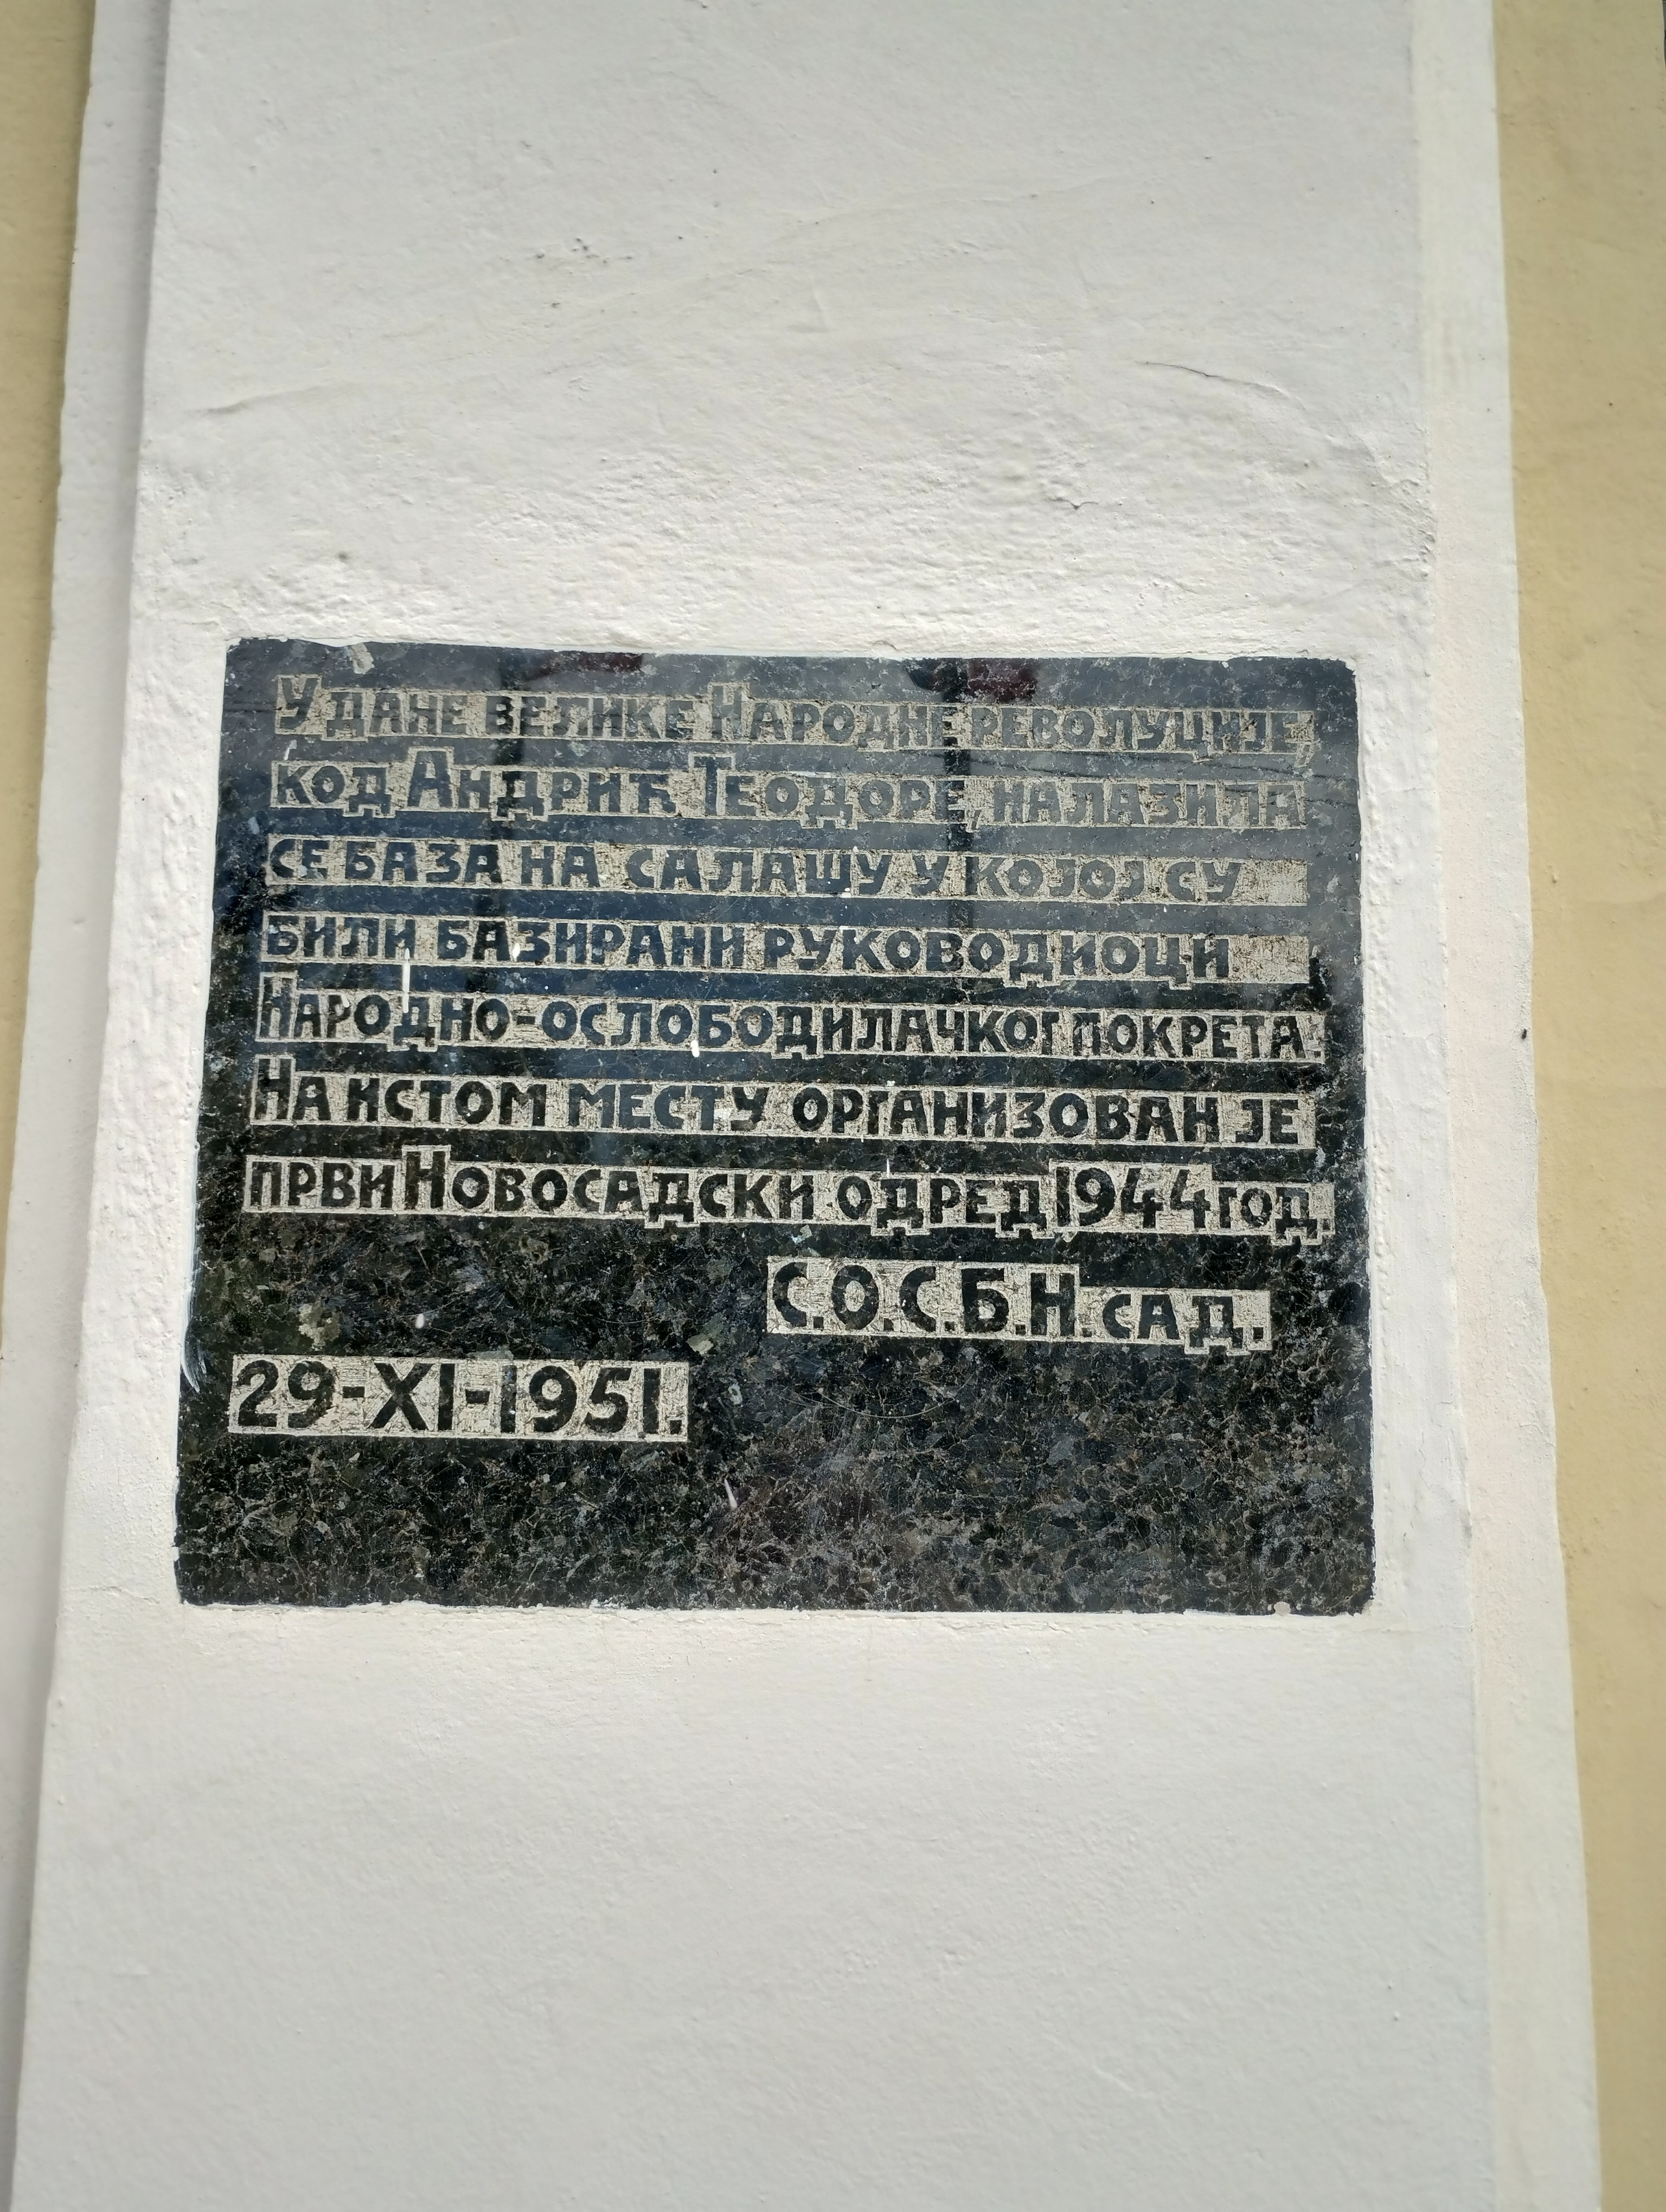 У дане велике Народне револуције,
код Андрић Теодоре, налазила
се база на салашу у којој су
били базирани руководиоци
Народно-ослободилачког покрета.
На истом месту организован је
први Новосадски одред 1944 год.
С.О.С.Б.Н. сад.
29-XI-1951.